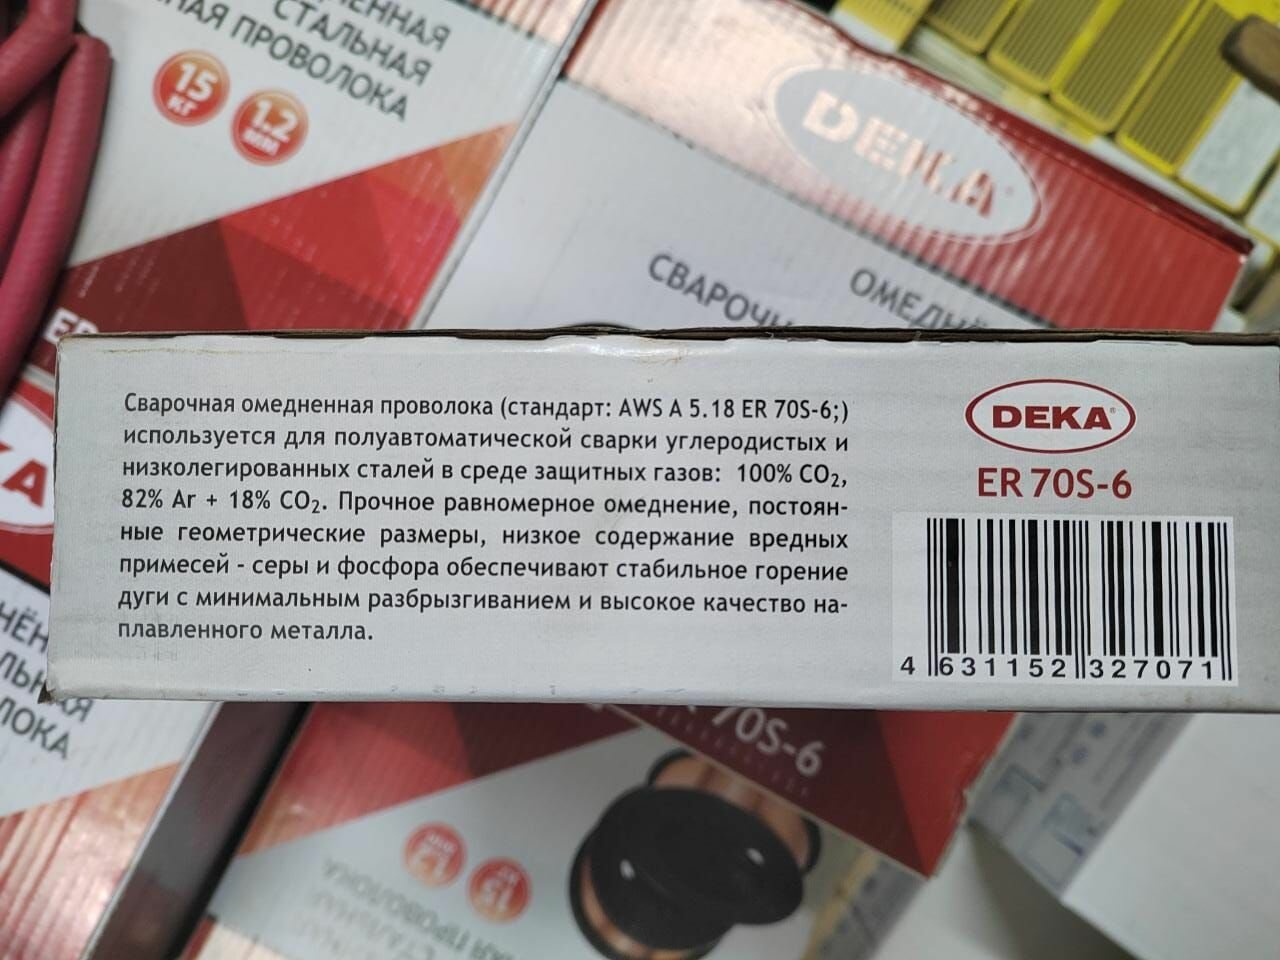 СТАЛЬНАЯ
ПРОВОЛОКА
15
кг
1.2
мм
DEKA
СВАРОЧН
ОМЕДН
Сварочная омедненная проволока (стандарт: AWS A 5.18 ER 70S-6;)
используется для полуавтоматической сварки углеродистых и
низколегированных сталей в среде защитных газов: 100% CO₂,
82% Ar + 18% CO₂. Прочное равномерное омеднение, постоян-
ные геометрические размеры, низкое содержание вредных
примесей - серы и фосфора обеспечивают стабильное горение
дуги с минимальным разбрызгиванием и высокое качество на-
плавленного металла.
DEKA
ER 70S-6
4 631152 327071
70S-6